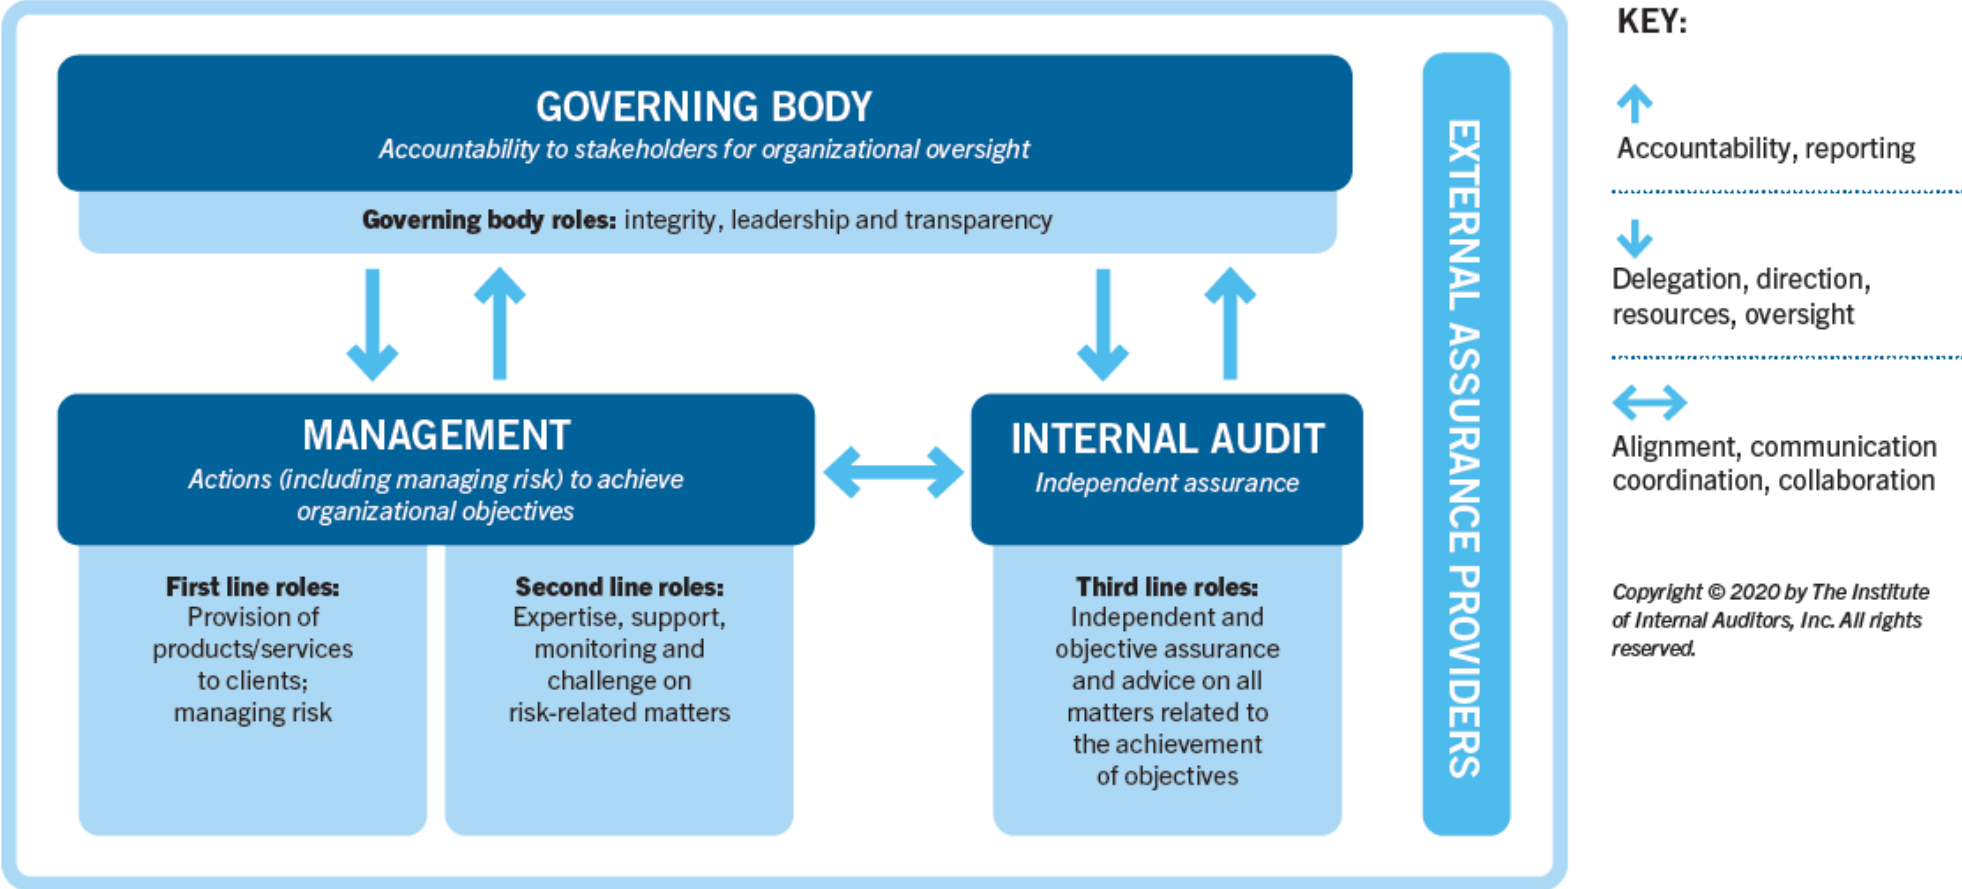 GOVERNING BODY
Accountability to stakeholders for organizational oversight
Governing body roles: integrity, leadership and transparency
MANAGEMENT
Actions (including managing risk) to achieve
organizational objectives
First line roles:
Provision of
products/services
to clients;
managing risk
Second line roles:
Expertise, support,
monitoring and
challenge on
risk-related matters
INTERNAL AUDIT
Independent assurance
Third line roles:
Independent and
objective assurance
and advice on all
matters related to
the achievement
of objectives
EXTERNAL ASSURANCE PROVIDERS
KEY:
Accountability, reporting
Delegation, direction,
resources, oversight
Alignment, communication
coordination, collaboration
Copyright © 2020 by The Institute
of Internal Auditors, Inc. All rights
reserved.